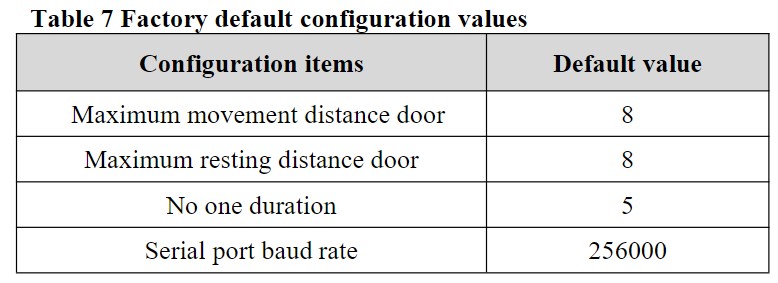 Table 7 Factory default configuration values
Configuration items Default value
Maximum movement distance door 8
Maximum resting distance door 8
No one duration 5
Serial port baud rate 256000